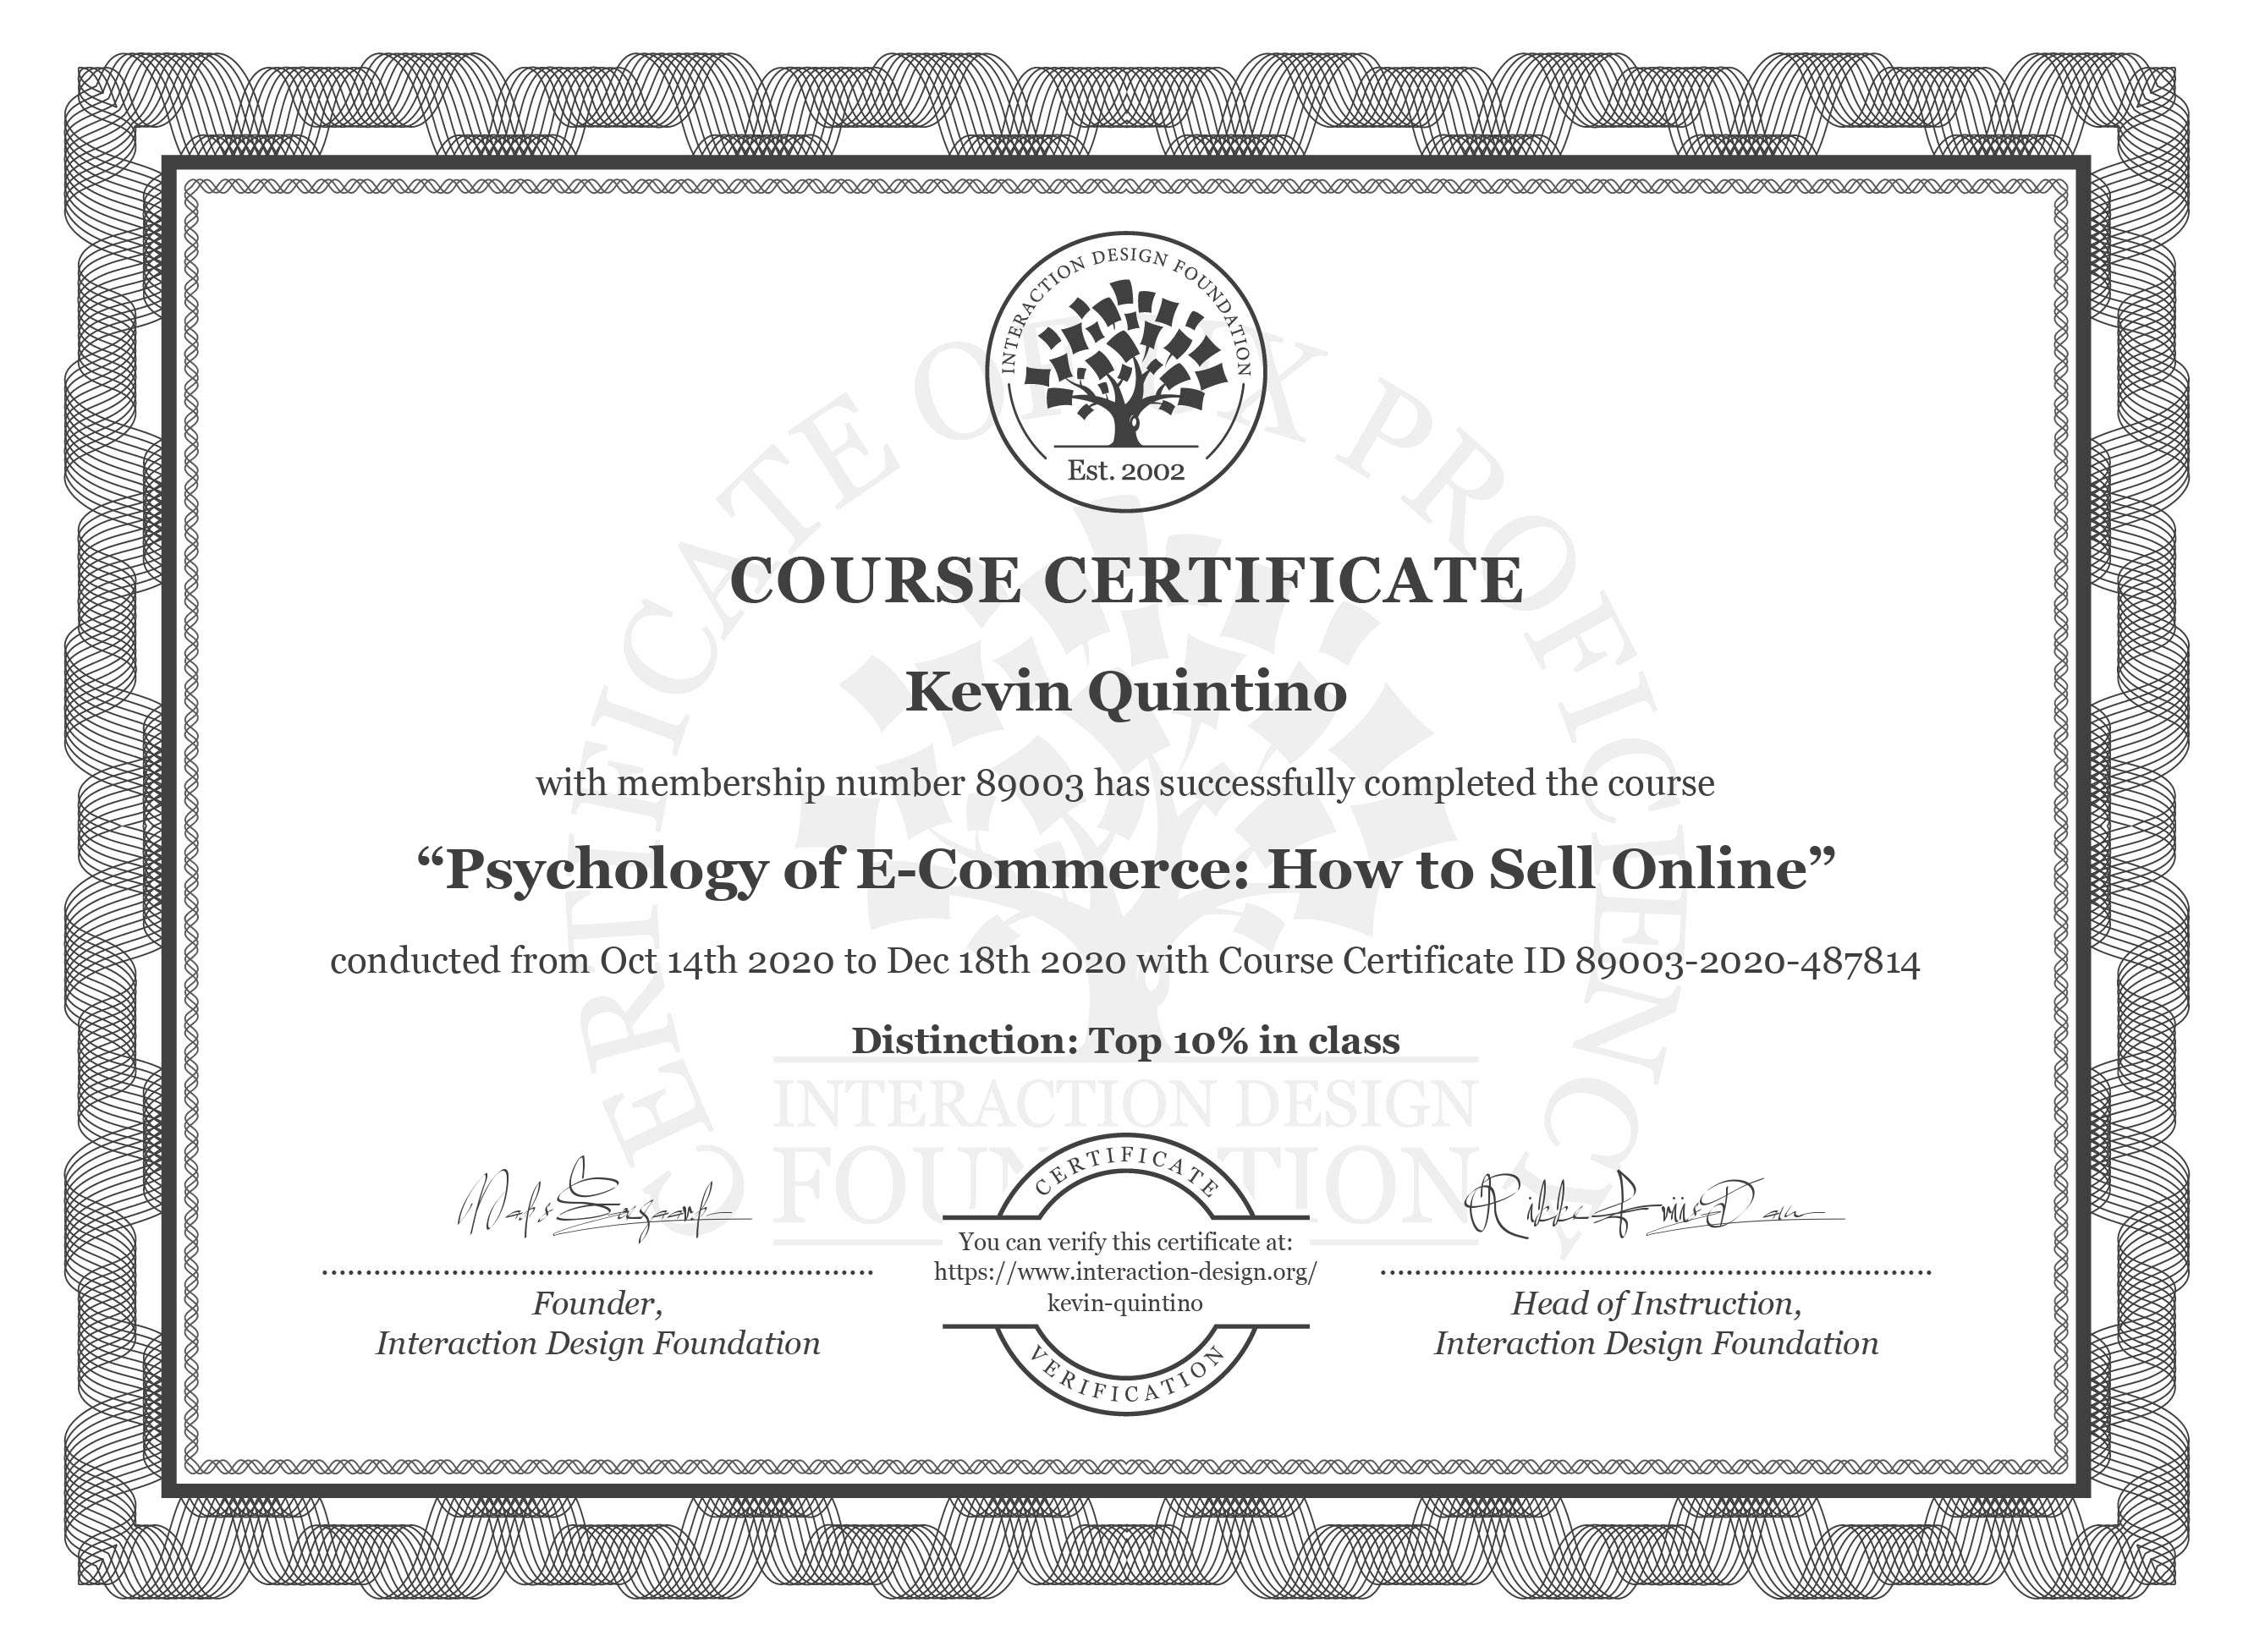 INTERACTION DESIGN FOUNDATION
Est. 2002
CERTIFICATE OF UX PROFICIENCY
COURSE CERTIFICATE
Kevin Quintino
with membership number 89003 has successfully completed the course
“Psychology of E-Commerce: How to Sell Online”
conducted from Oct 14th 2020 to Dec 18th 2020 with Course Certificate ID 89003-2020-487814
Distinction: Top 10% in class
INTERACTION DESIGN
FOUNDATION
CERTIFICATE
You can verify this certificate at:
https://www.interaction-design.org/
kevin-quintino
VERIFICATION
Founder,
Interaction Design Foundation
Rikke Friis Dam
Head of Instruction,
Interaction Design Foundation